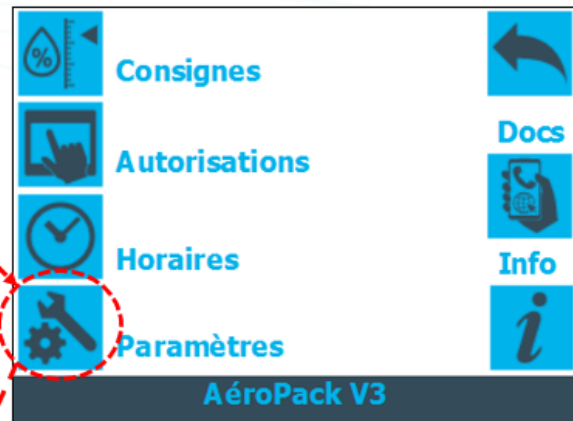 %
Consignes
Docs
Autorisations
Horaires
Info
Paramètres
i
AéroPack V3